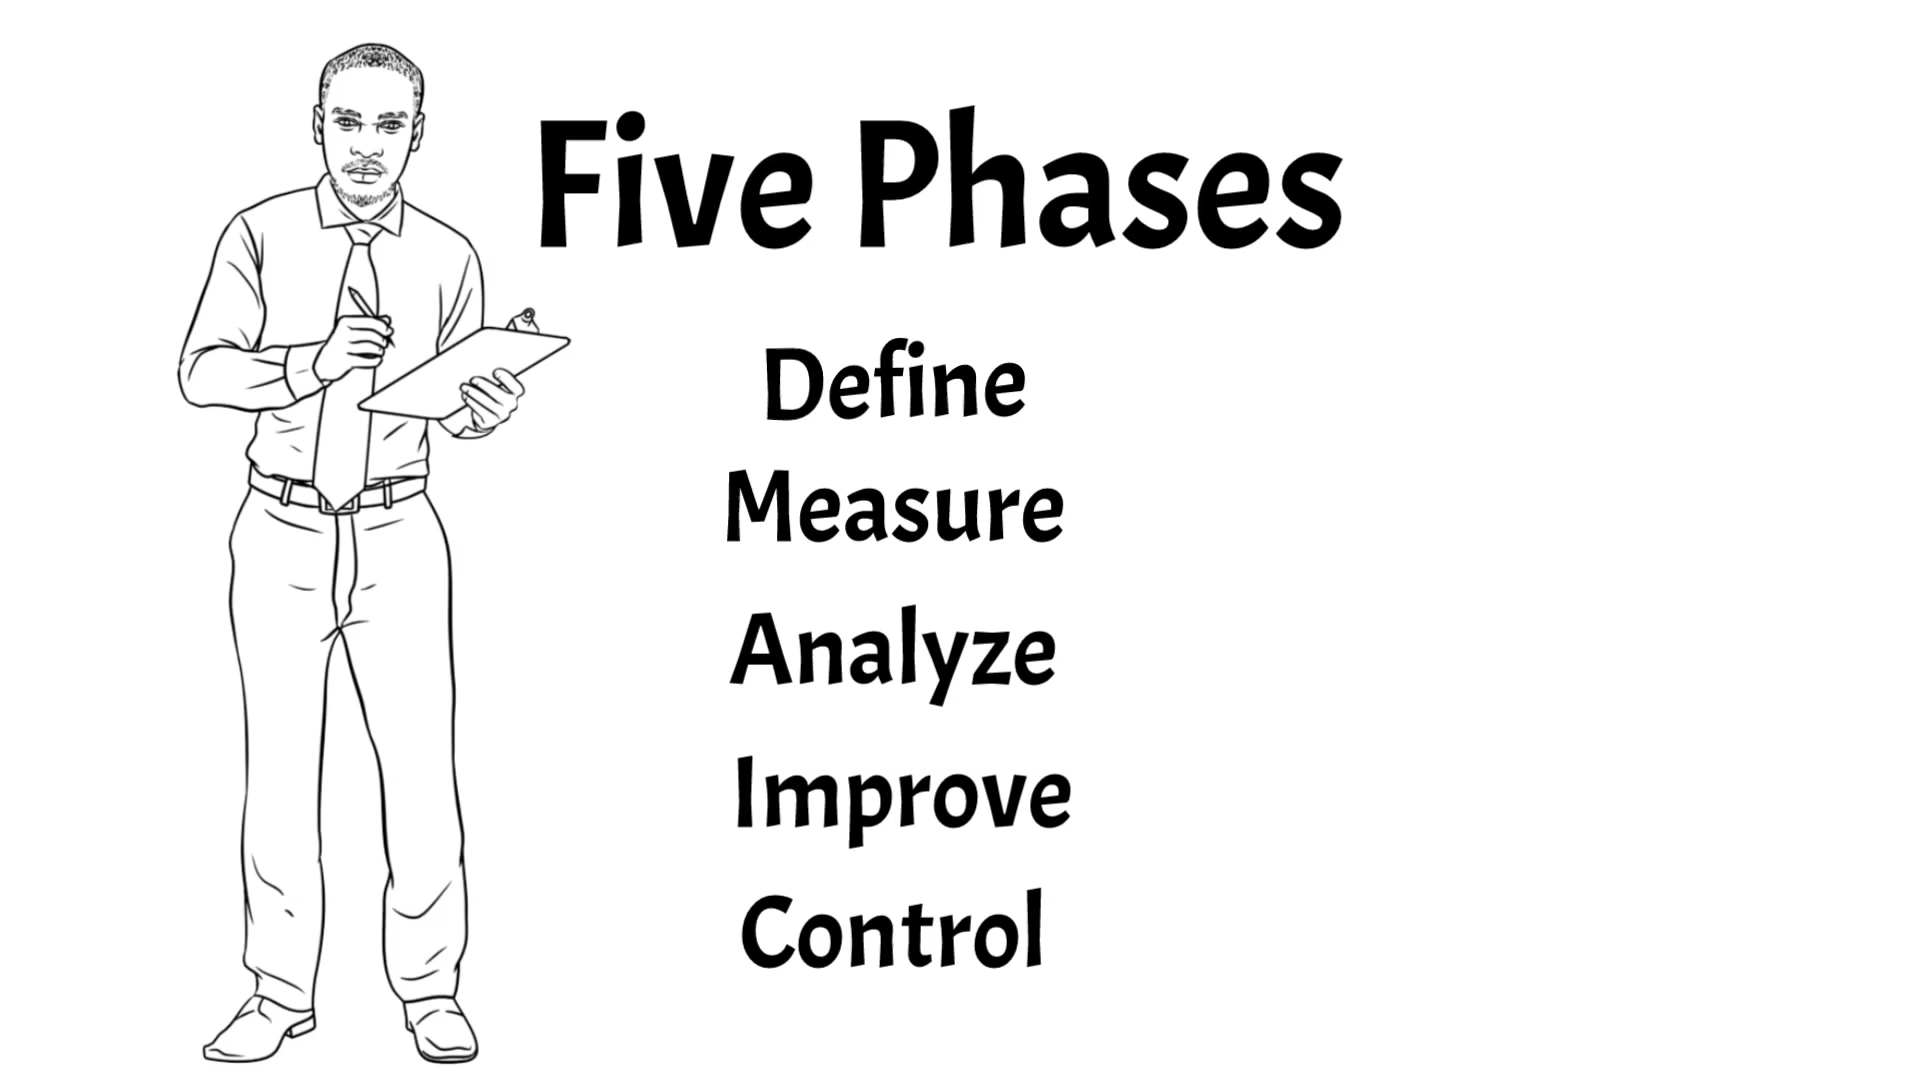 Five Phases
Define
Measure
Analyze
Improve
Control